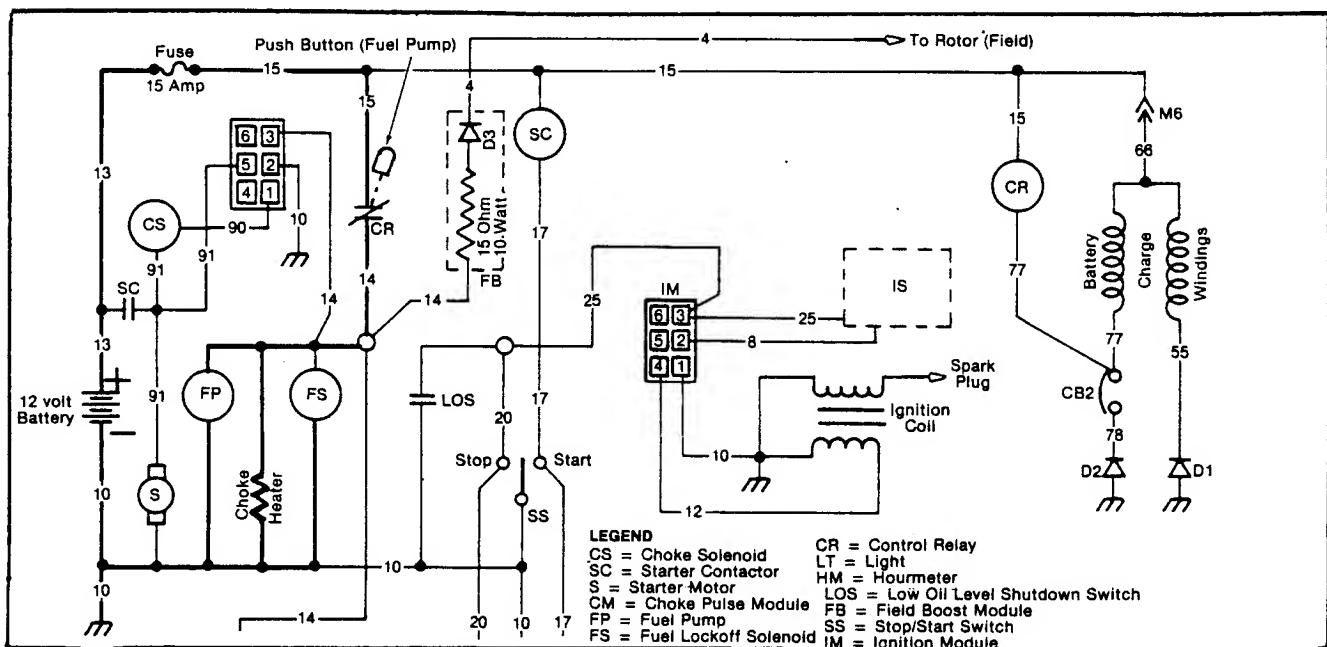 Fuse
15 Amp
Push Button (Fuel Pump)
4
To Rotor (Field)
15
15
15
4
15
M6
66
13
6 3
5 2
4 1
D3
SC
CR
CS
90
10
CR
15 Ohm
10-Watt
FB
17
77
Battery
Charge
Windings
91
91
SC
14
14
14
25
IM
6 3
5 2
4 1
25
IS
8
77
55
13
12 volt
Battery
+
−
91
FP
FS
LOS
20
17
Spark
Plug
Ignition
Coil
CB2
78
10
S
Choke
Heater
Stop
Start
SS
10
12
D2
D1
10
10
14
20
10
17
LEGEND
CS = Choke Solenoid
SC = Starter Contactor
S = Starter Motor
CM = Choke Pulse Module
FP = Fuel Pump
FS = Fuel Lockoff Solenoid
CR = Control Relay
LT = Light
HM = Hourmeter
LOS = Low Oil Level Shutdown Switch
FB = Field Boost Module
SS = Stop/Start Switch
IM = Ignition Module